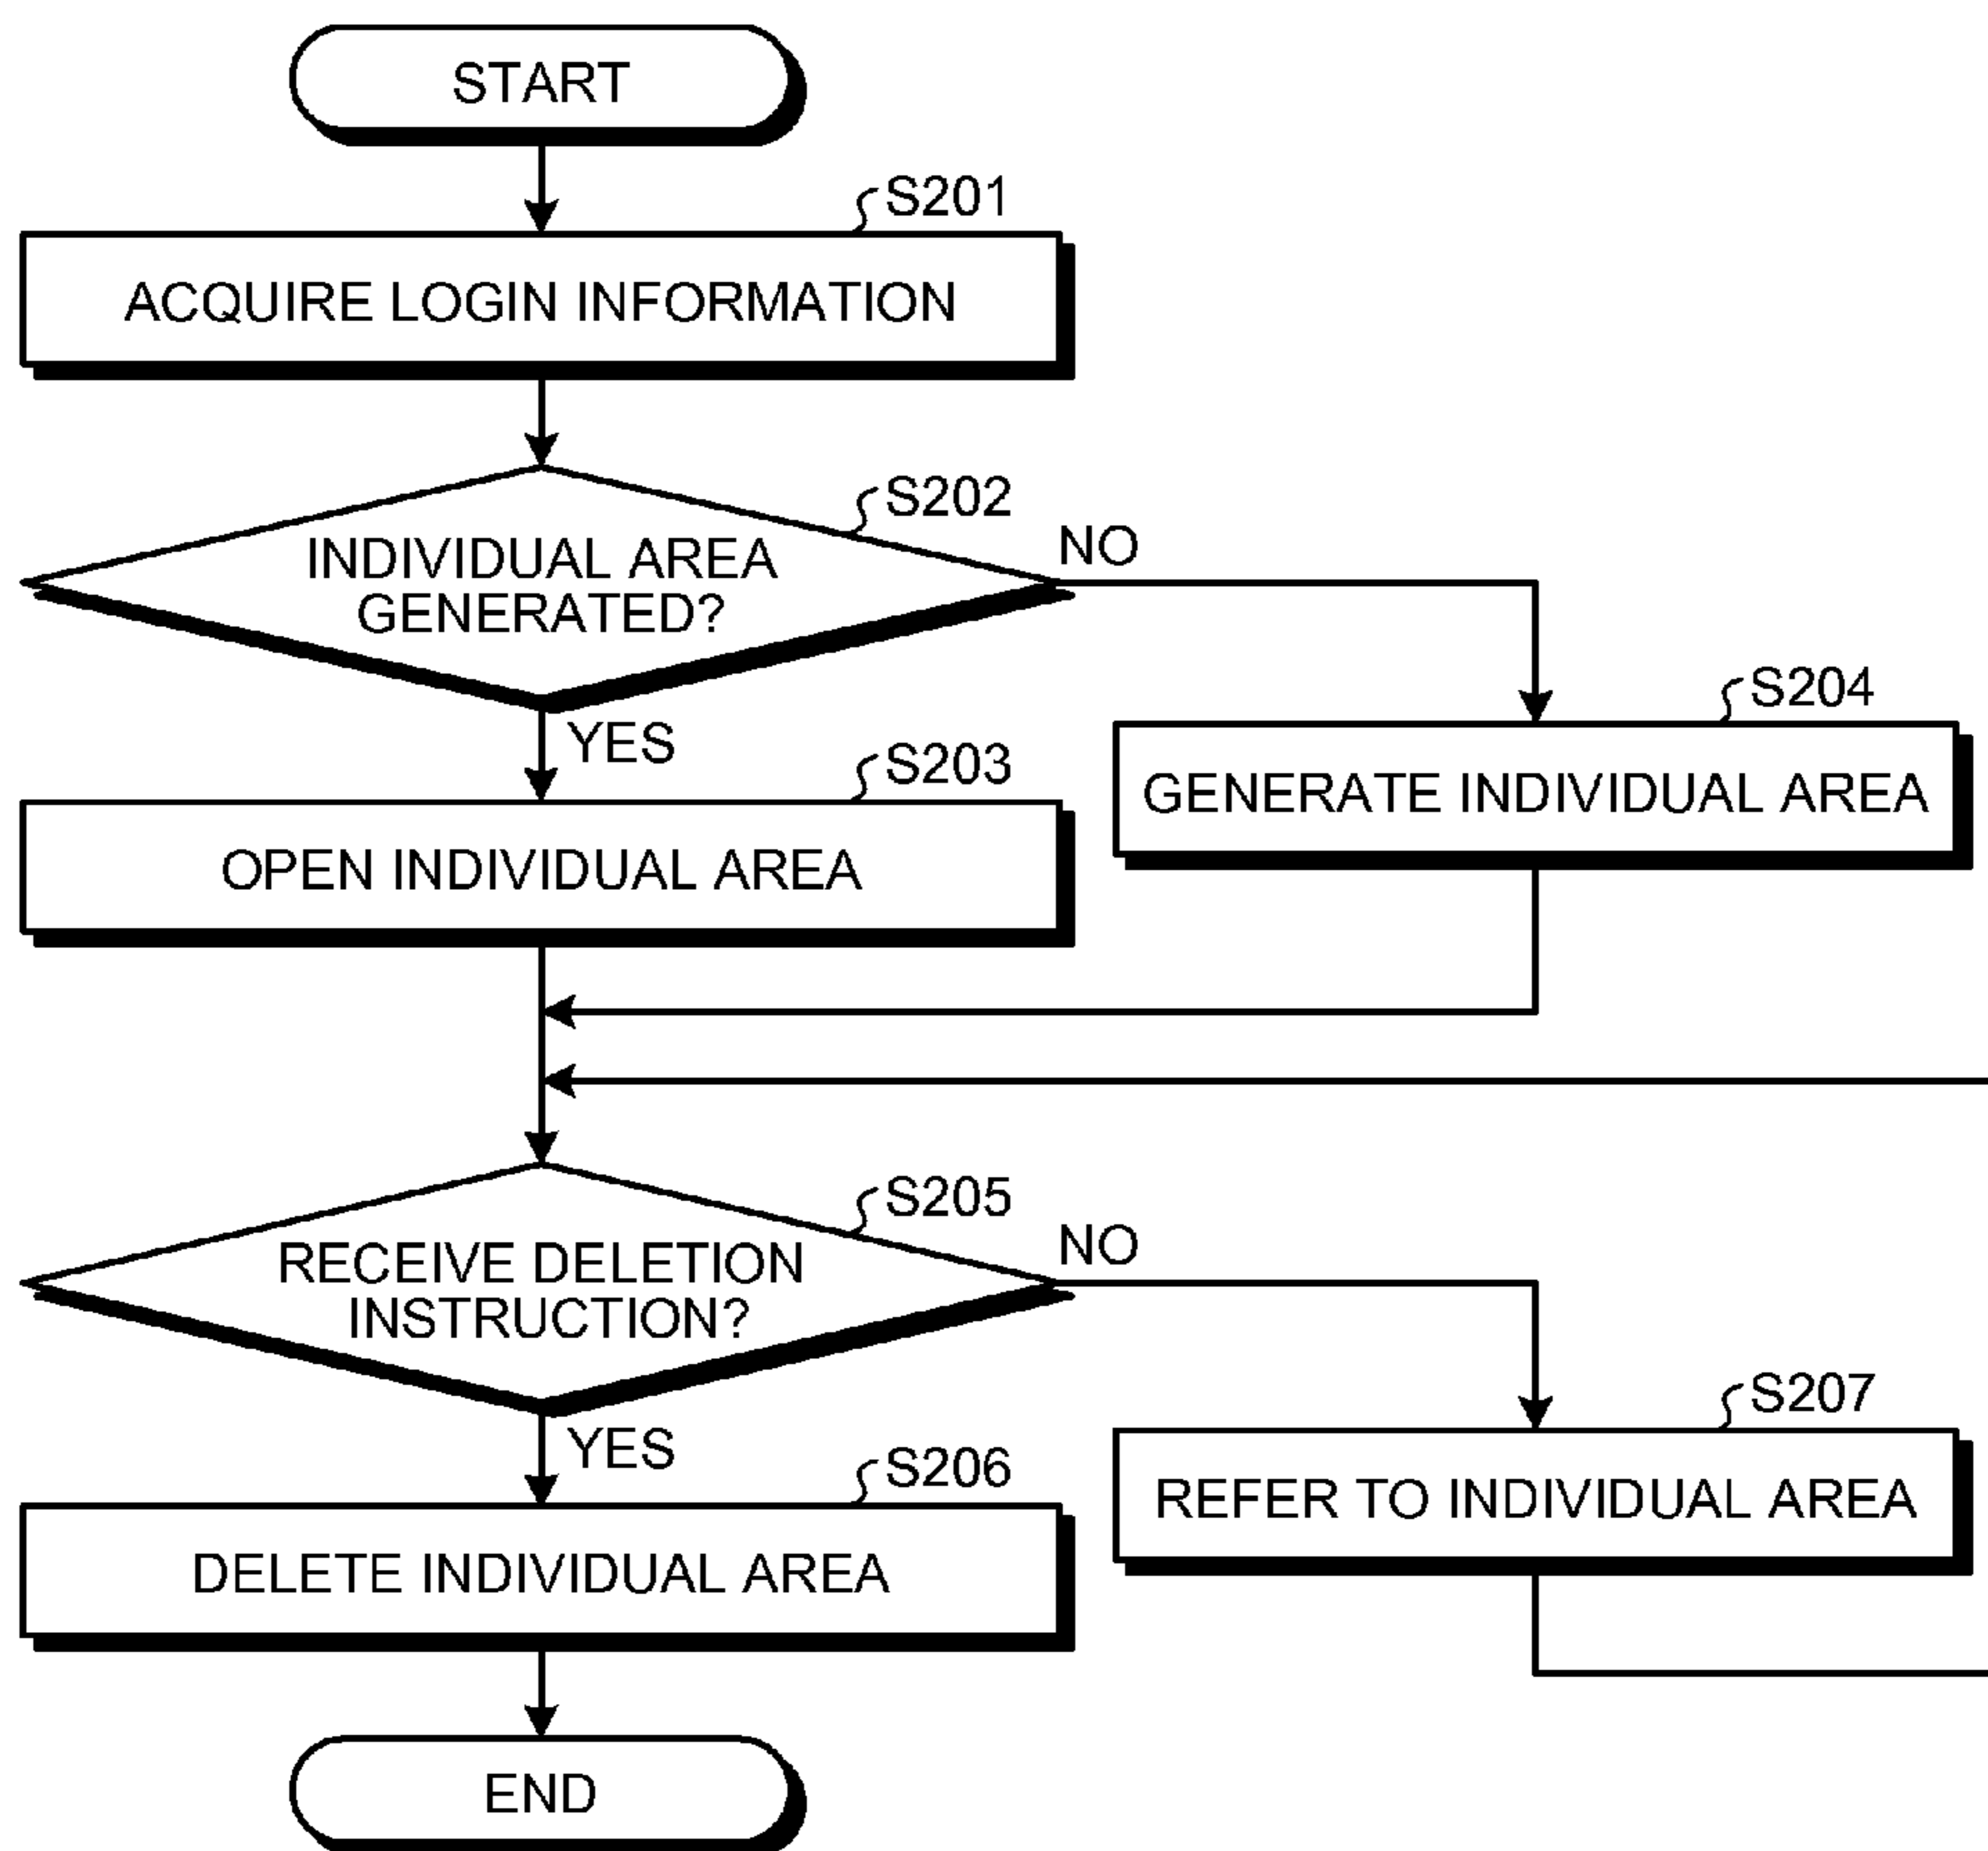 START
S201
ACQUIRE LOGIN INFORMATION
S202
INDIVIDUAL AREA
GENERATED?
NO
YES
S203
OPEN INDIVIDUAL AREA
S204
GENERATE INDIVIDUAL AREA
S205
RECEIVE DELETION
INSTRUCTION?
NO
YES
S206
DELETE INDIVIDUAL AREA
S207
REFER TO INDIVIDUAL AREA
END